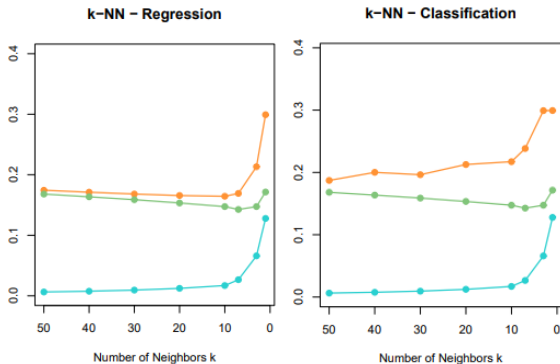 k−NN − Regression
0.0 0.1 0.2 0.3 0.4
50 40 30 20 10 0
Number of Neighbors k
k−NN − Classification
0.0 0.1 0.2 0.3 0.4
50 40 30 20 10 0
Number of Neighbors k